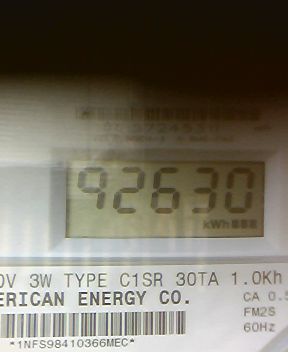 92630
kWh
0V 3W TYPE C1SR 30TA 1.0Kh
ERICAN ENERGY CO.
CA 0.5
FM2S
60Hz
*1NFS98410366MEC*